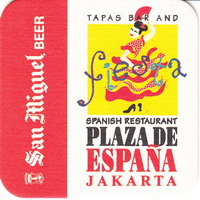 San Miguel BEER
TAPAS BAR AND
fiesta
SPANISH RESTAURANT
PLAZA DE
ESPAÑA
JAKARTA